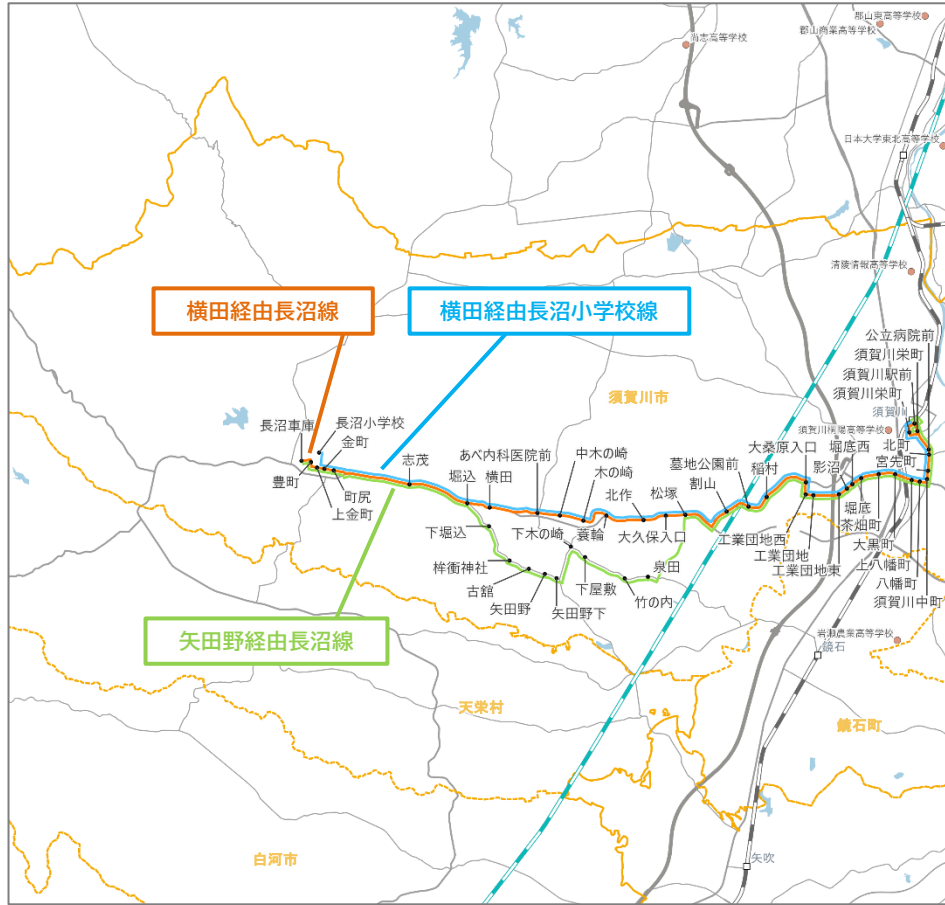 郡山東高等学校
郡山商業高等学校
尚志高等学校
日本大学東北高等学校
清陵情報高等学校
横田経由長沼線
横田経由長沼小学校線
公立病院前
須賀川栄町
須賀川駅前
須賀川栄町
須賀川
須賀川市
須賀川桐陽高等学校
長沼車庫
長沼小学校
金町
豊町
上金町
町尻
志茂
堀込
横田
あべ内科医院前
中木の崎
木の崎
蓑輪
北作
大久保入口
松塚
割山
墓地公園前
稲村
大桑原入口
影沼
堀底西
北町
宮先町
下堀込
桙衝神社
古舘
矢田野
矢田野下
下木の崎
下屋敷
竹の内
泉田
工業団地西
工業団地
工業団地東
堀底
茶畑町
大黒町
上八幡町
八幡町
須賀川中町
矢田野経由長沼線
岩瀬農業高等学校
鏡石
天栄村
鏡石町
白河市
矢吹